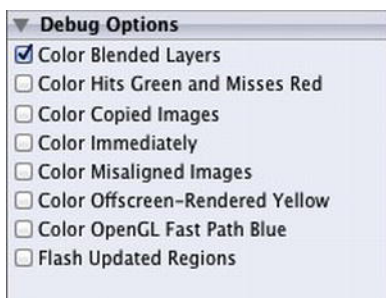 Debug Options
Color Blended Layers
Color Hits Green and Misses Red
Color Copied Images
Color Immediately
Color Misaligned Images
Color Offscreen-Rendered Yellow
Color OpenGL Fast Path Blue
Flash Updated Regions